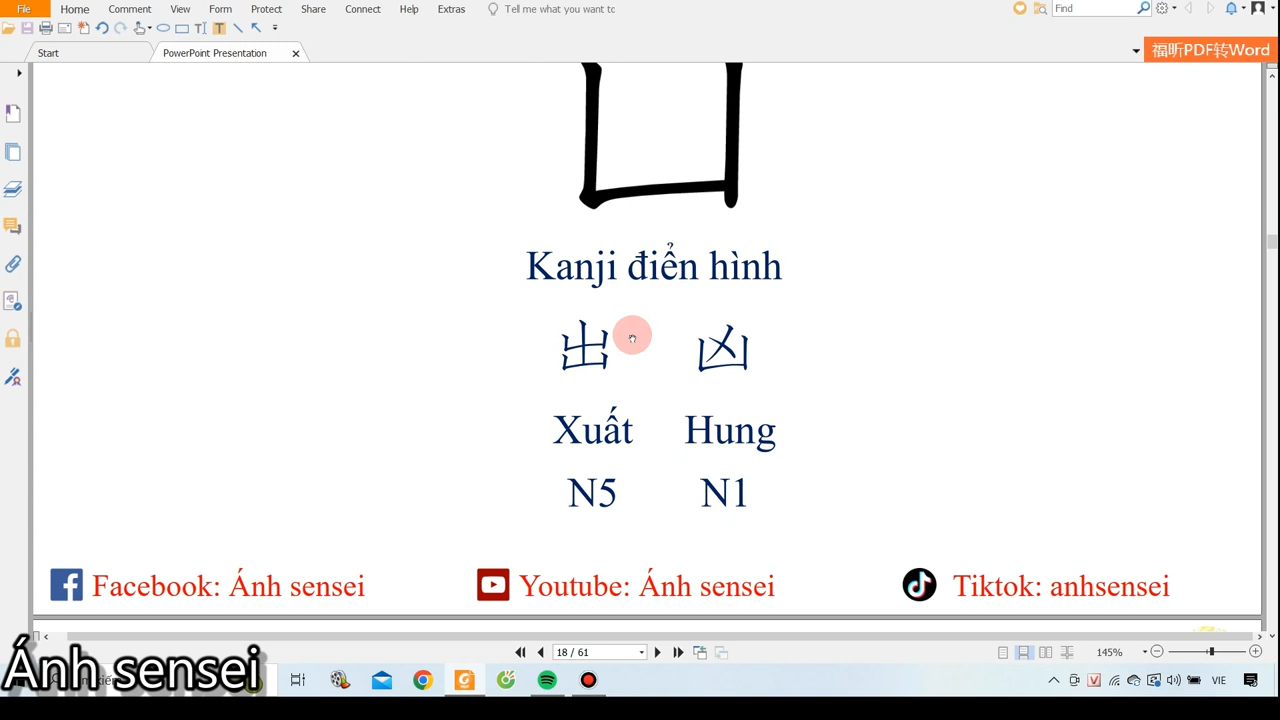 File Home Comment View Form Protect Share Connect Help Extras Tell me what you want to Find
Start PowerPoint Presentation 福昕PDF转Word
凵
Kanji điển hình
出 凶
Xuất Hung
N5 N1
Facebook: Ánh sensei Youtube: Ánh sensei Tiktok: anhsensei
18 / 61 145%
Ánh sensei
VIE